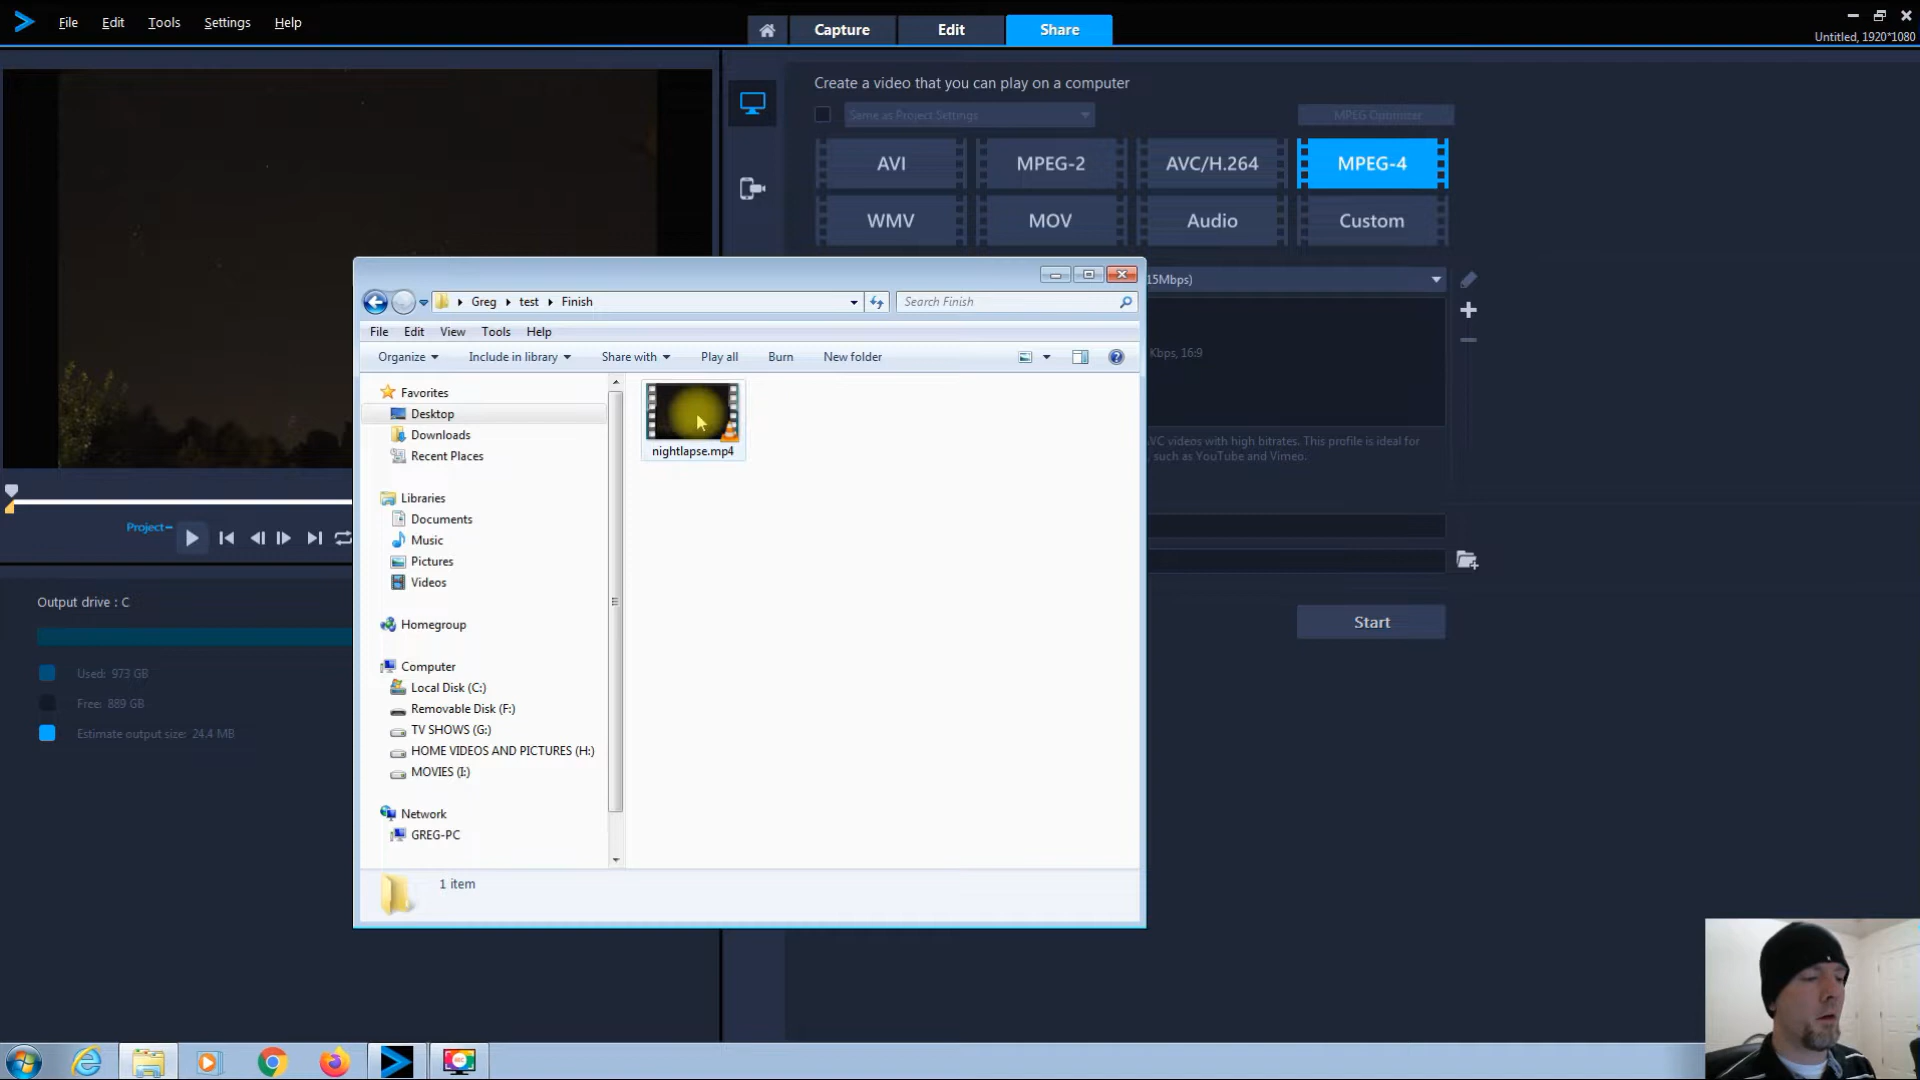 File Edit Tools Settings Help
Capture Edit Share
Untitled, 1920*1080
Create a video that you can play on a computer
Same as Project Settings
MPEG Optimizer
AVI MPEG-2 AVC/H.264 MPEG-4
WMV MOV Audio Custom
15Mbps)
Kbps, 16:9
VC videos with high bitrates. This profile is ideal for
, such as YouTube and Vimeo.
Start
Project
Output drive : C
Used: 973 GB
Free: 889 GB
Estimate output size: 24.4 MB
Greg test Finish
Search Finish
File Edit View Tools Help
Organize Include in library Share with Play all Burn New folder
Favorites
Desktop
Downloads
Recent Places
Libraries
Documents
Music
Pictures
Videos
Homegroup
Computer
Local Disk (C:)
Removable Disk (F:)
TV SHOWS (G:)
HOME VIDEOS AND PICTURES (H:)
MOVIES (I:)
Network
GREG-PC
nightlapse.mp4
1 item